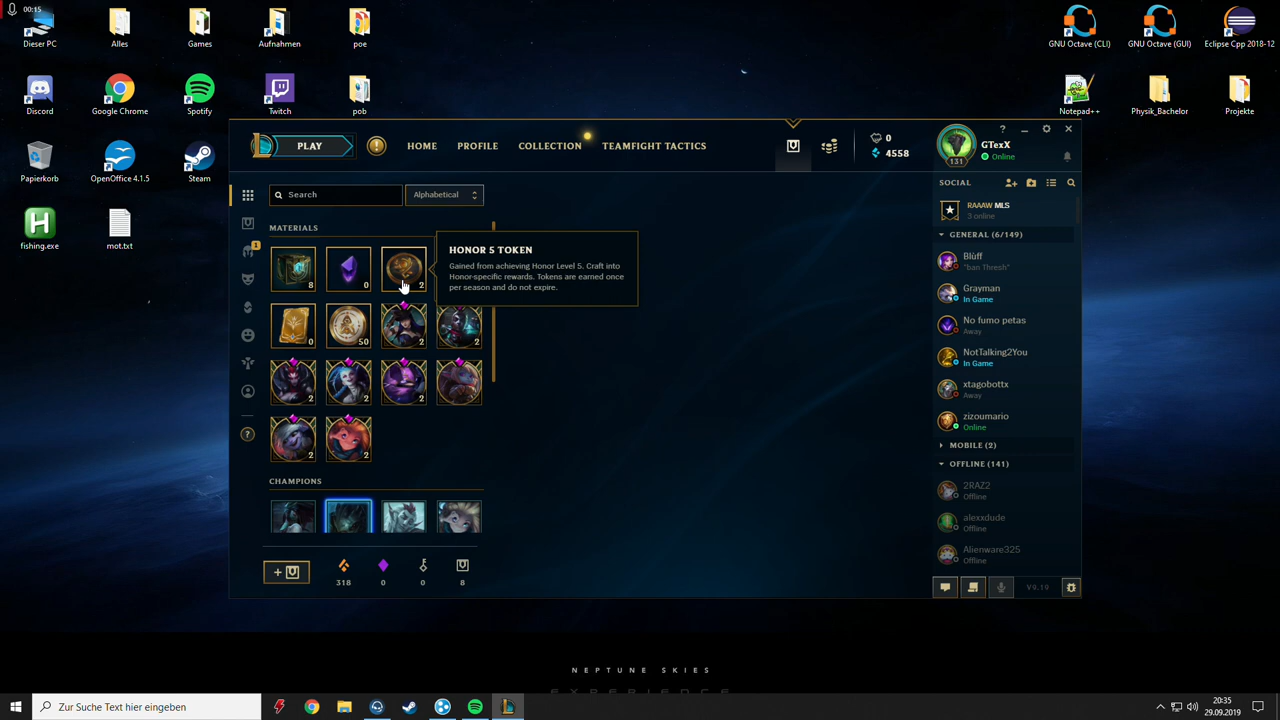 00:15
Dieser PC
Alles
Games
Aufnahmen
poe
GNU Octave (CLI)
GNU Octave (GUI)
Eclipse Cpp 2018-12
Discord
Google Chrome
Spotify
Twitch
pob
Notepad++
Physik_Bachelor
Projekte
Papierkorb
OpenOffice 4.1.5
Steam
fishing.exe
mot.txt
PLAY
HOME
PROFILE
COLLECTION
TEAMFIGHT TACTICS
0
4558
131
GTexX
Online
Search
Alphabetical
SOCIAL
RAAAW MLS
3 online
GENERAL (6/149)
Blüff
"ban Thresh"
Grayman
In Game
No fumo petas
Away
NotTalking2You
In Game
xtagobottx
Away
zizoumario
Online
MOBILE (2)
OFFLINE (141)
2RAZ2
Offline
alexxdude
Offline
Alienware325
Offline
V9.19
MATERIALS
1
8
0
2
HONOR 5 TOKEN
Gained from achieving Honor Level 5. Craft into
Honor-specific rewards. Tokens are earned once
per season and do not expire.
0
50
2
2
2
2
2
2
2
CHAMPIONS
318
0
0
8
NEPTUNE SKIES
EXPERIENCE
Zur Suche Text hier eingeben
20:35
29.09.2019